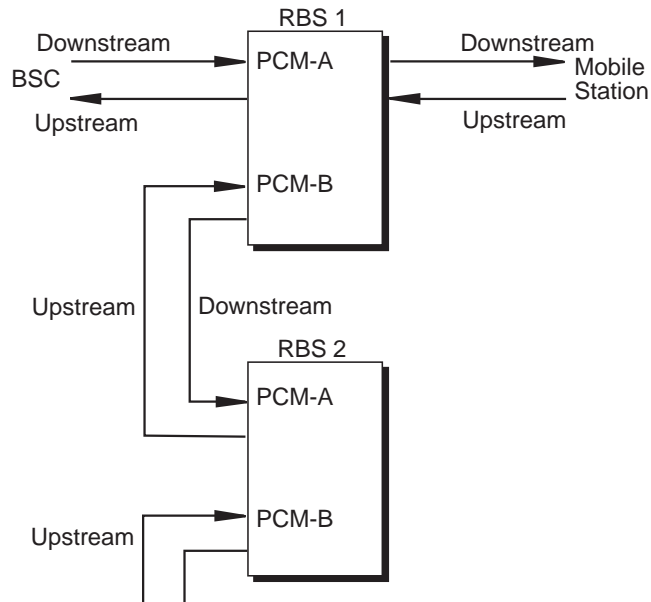 RBS 1
Downstream
Downstream
PCM-A
Mobile
Station
BSC
Upstream
Upstream
PCM-B
Upstream
Downstream
RBS 2
PCM-A
PCM-B
Upstream